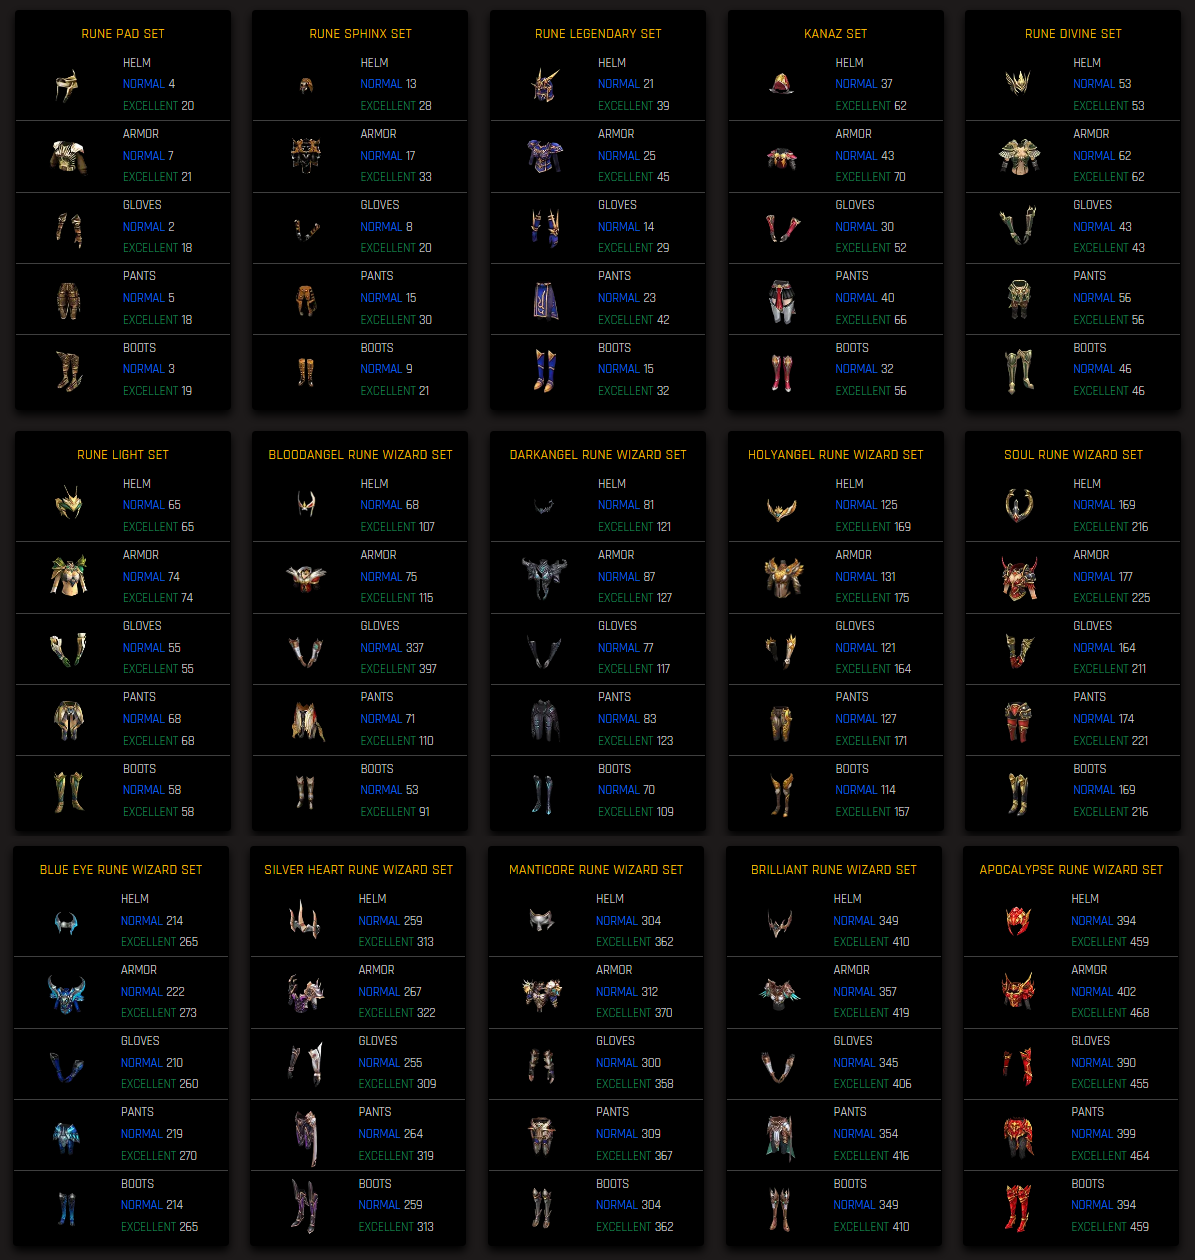 RUNE PAD SET
HELM
NORMAL 4
EXCELLENT 20
ARMOR
NORMAL 7
EXCELLENT 21
GLOVES
NORMAL 2
EXCELLENT 18
PANTS
NORMAL 5
EXCELLENT 18
BOOTS
NORMAL 3
EXCELLENT 19
RUNE SPHINX SET
HELM
NORMAL 13
EXCELLENT 28
ARMOR
NORMAL 17
EXCELLENT 33
GLOVES
NORMAL 8
EXCELLENT 20
PANTS
NORMAL 15
EXCELLENT 30
BOOTS
NORMAL 9
EXCELLENT 21
RUNE LEGENDARY SET
HELM
NORMAL 21
EXCELLENT 39
ARMOR
NORMAL 25
EXCELLENT 45
GLOVES
NORMAL 14
EXCELLENT 29
PANTS
NORMAL 23
EXCELLENT 42
BOOTS
NORMAL 15
EXCELLENT 32
KANAZ SET
HELM
NORMAL 37
EXCELLENT 62
ARMOR
NORMAL 43
EXCELLENT 70
GLOVES
NORMAL 30
EXCELLENT 52
PANTS
NORMAL 40
EXCELLENT 66
BOOTS
NORMAL 32
EXCELLENT 56
RUNE DIVINE SET
HELM
NORMAL 53
EXCELLENT 53
ARMOR
NORMAL 62
EXCELLENT 62
GLOVES
NORMAL 43
EXCELLENT 43
PANTS
NORMAL 56
EXCELLENT 56
BOOTS
NORMAL 46
EXCELLENT 46
RUNE LIGHT SET
HELM
NORMAL 65
EXCELLENT 65
ARMOR
NORMAL 74
EXCELLENT 74
GLOVES
NORMAL 55
EXCELLENT 55
PANTS
NORMAL 68
EXCELLENT 68
BOOTS
NORMAL 58
EXCELLENT 58
BLOODANGEL RUNE WIZARD SET
HELM
NORMAL 68
EXCELLENT 107
ARMOR
NORMAL 75
EXCELLENT 115
GLOVES
NORMAL 337
EXCELLENT 397
PANTS
NORMAL 71
EXCELLENT 110
BOOTS
NORMAL 53
EXCELLENT 91
DARKANGEL RUNE WIZARD SET
HELM
NORMAL 81
EXCELLENT 121
ARMOR
NORMAL 87
EXCELLENT 127
GLOVES
NORMAL 77
EXCELLENT 117
PANTS
NORMAL 83
EXCELLENT 123
BOOTS
NORMAL 70
EXCELLENT 109
HOLYANGEL RUNE WIZARD SET
HELM
NORMAL 125
EXCELLENT 169
ARMOR
NORMAL 131
EXCELLENT 175
GLOVES
NORMAL 121
EXCELLENT 164
PANTS
NORMAL 127
EXCELLENT 171
BOOTS
NORMAL 114
EXCELLENT 157
SOUL RUNE WIZARD SET
HELM
NORMAL 169
EXCELLENT 216
ARMOR
NORMAL 177
EXCELLENT 225
GLOVES
NORMAL 164
EXCELLENT 211
PANTS
NORMAL 174
EXCELLENT 221
BOOTS
NORMAL 169
EXCELLENT 216
BLUE EYE RUNE WIZARD SET
HELM
NORMAL 214
EXCELLENT 265
ARMOR
NORMAL 222
EXCELLENT 273
GLOVES
NORMAL 210
EXCELLENT 260
PANTS
NORMAL 219
EXCELLENT 270
BOOTS
NORMAL 214
EXCELLENT 265
SILVER HEART RUNE WIZARD SET
HELM
NORMAL 259
EXCELLENT 313
ARMOR
NORMAL 267
EXCELLENT 322
GLOVES
NORMAL 255
EXCELLENT 309
PANTS
NORMAL 264
EXCELLENT 319
BOOTS
NORMAL 259
EXCELLENT 313
MANTICORE RUNE WIZARD SET
HELM
NORMAL 304
EXCELLENT 362
ARMOR
NORMAL 312
EXCELLENT 370
GLOVES
NORMAL 300
EXCELLENT 358
PANTS
NORMAL 309
EXCELLENT 367
BOOTS
NORMAL 304
EXCELLENT 362
BRILLIANT RUNE WIZARD SET
HELM
NORMAL 349
EXCELLENT 410
ARMOR
NORMAL 357
EXCELLENT 419
GLOVES
NORMAL 345
EXCELLENT 406
PANTS
NORMAL 354
EXCELLENT 416
BOOTS
NORMAL 349
EXCELLENT 410
APOCALYPSE RUNE WIZARD SET
HELM
NORMAL 394
EXCELLENT 459
ARMOR
NORMAL 402
EXCELLENT 468
GLOVES
NORMAL 390
EXCELLENT 455
PANTS
NORMAL 399
EXCELLENT 464
BOOTS
NORMAL 394
EXCELLENT 459